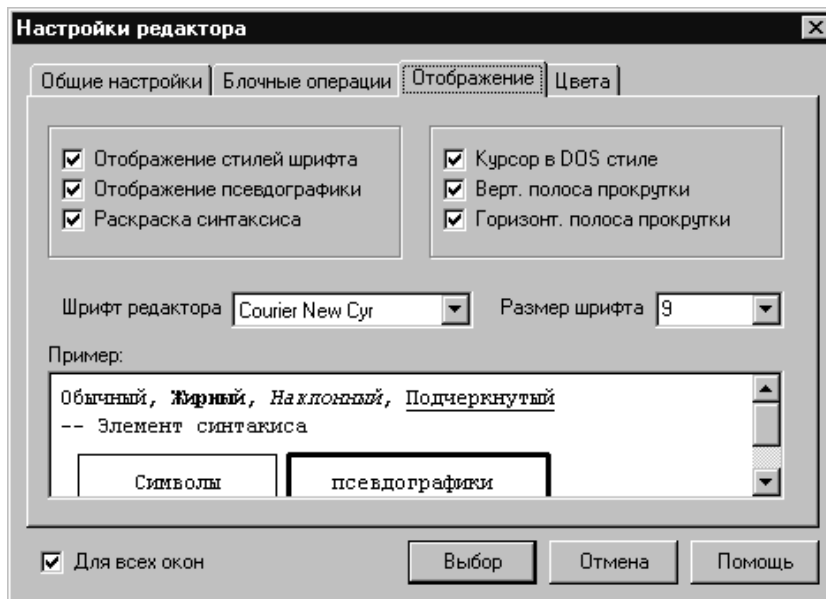 Настройки редактора
Общие настройки Блочные операции Отображение Цвета
Отображение стилей шрифта
Отображение псевдографики
Раскраска синтаксиса
Курсор в DOS стиле
Верт. полоса прокрутки
Горизонт. полоса прокрутки
Шрифт редактора Courier New Cyr Размер шрифта 9
Пример:
Обычный, Жирный, Наклонный, Подчеркнутый
-- Элемент синтакиса
Символы псевдографики
Для всех окон Выбор Отмена Помощь